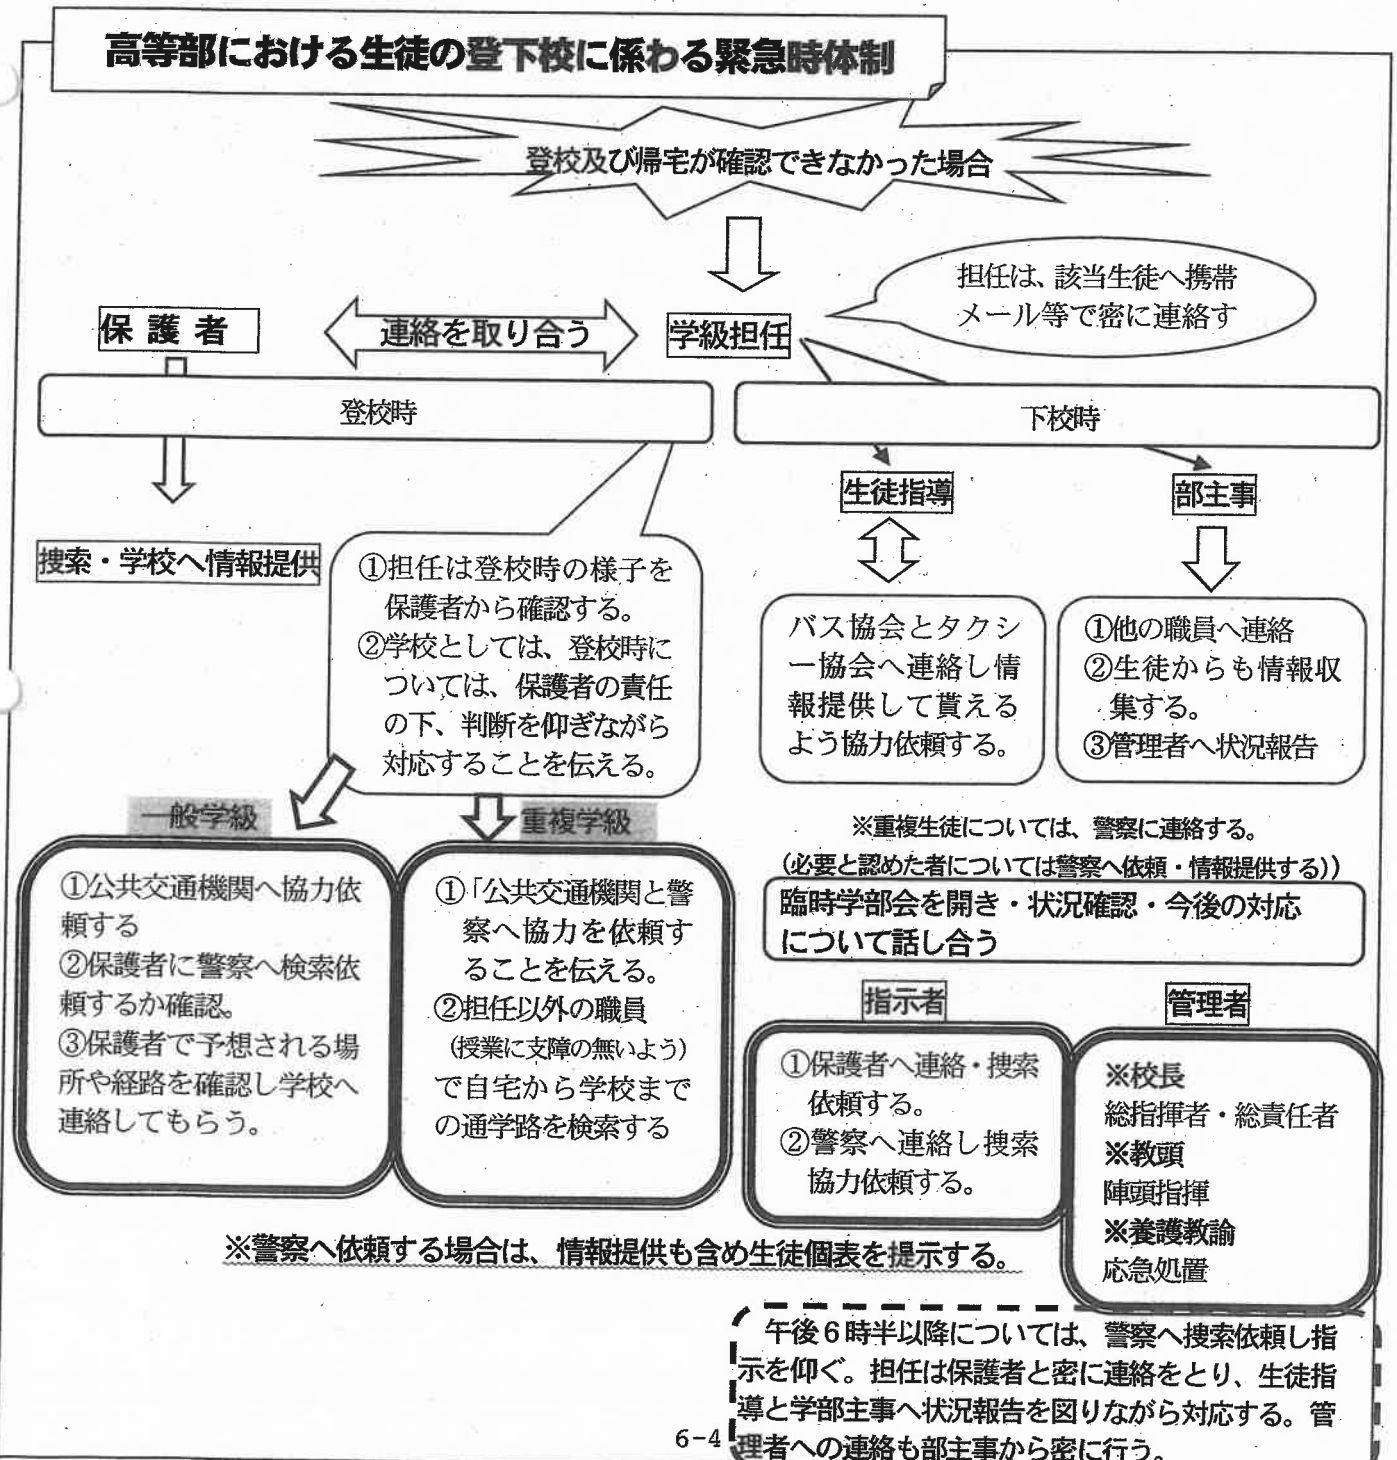 高等部における生徒の登下校に係わる緊急時体制
登校及び帰宅が確認できなかった場合
担任は、該当生徒へ携帯
メール等で密に連絡す
保護者
連絡を取り合う
学級担任
登校時
下校時
生徒指導
部主事
捜索・学校へ情報提供
①担任は登校時の様子を
保護者から確認する。
②学校としては、登校時に
ついては、保護者の責任
の下、判断を仰ぎながら
対応することを伝える。
バス協会とタクシ
ー協会へ連絡し情
報提供して貰える
よう協力依頼する。
①他の職員へ連絡
②生徒からも情報収
集する。
③管理者へ状況報告
一般学級
重複学級
①公共交通機関へ協力依
頼する
②保護者に警察へ検索依
頼するか確認。
③保護者で予想される場
所や経路を確認し学校へ
連絡してもらう。
①「公共交通機関と警
察へ協力を依頼す
ることを伝える。
②担任以外の職員
（授業に支障の無いよう）
で自宅から学校まで
の通学路を検索する
※重複生徒については、警察に連絡する。
（必要と認めた者については警察へ依頼・情報提供する））
臨時学部会を開き・状況確認・今後の対応
について話し合う
指示者
管理者
①保護者へ連絡・捜索
依頼する。
②警察へ連絡し捜索
協力依頼する。
※校長
総指揮者・総責任者
※教頭
陣頭指揮
※養護教諭
応急処置
※警察へ依頼する場合は、情報提供も含め生徒個表を提示する。
午後６時半以降については、警察へ捜索依頼し指
示を仰ぐ。担任は保護者と密に連絡をとり、生徒指
導と学部主事へ状況報告を図りながら対応する。管
理者への連絡も部主事から密に行う。
6-4